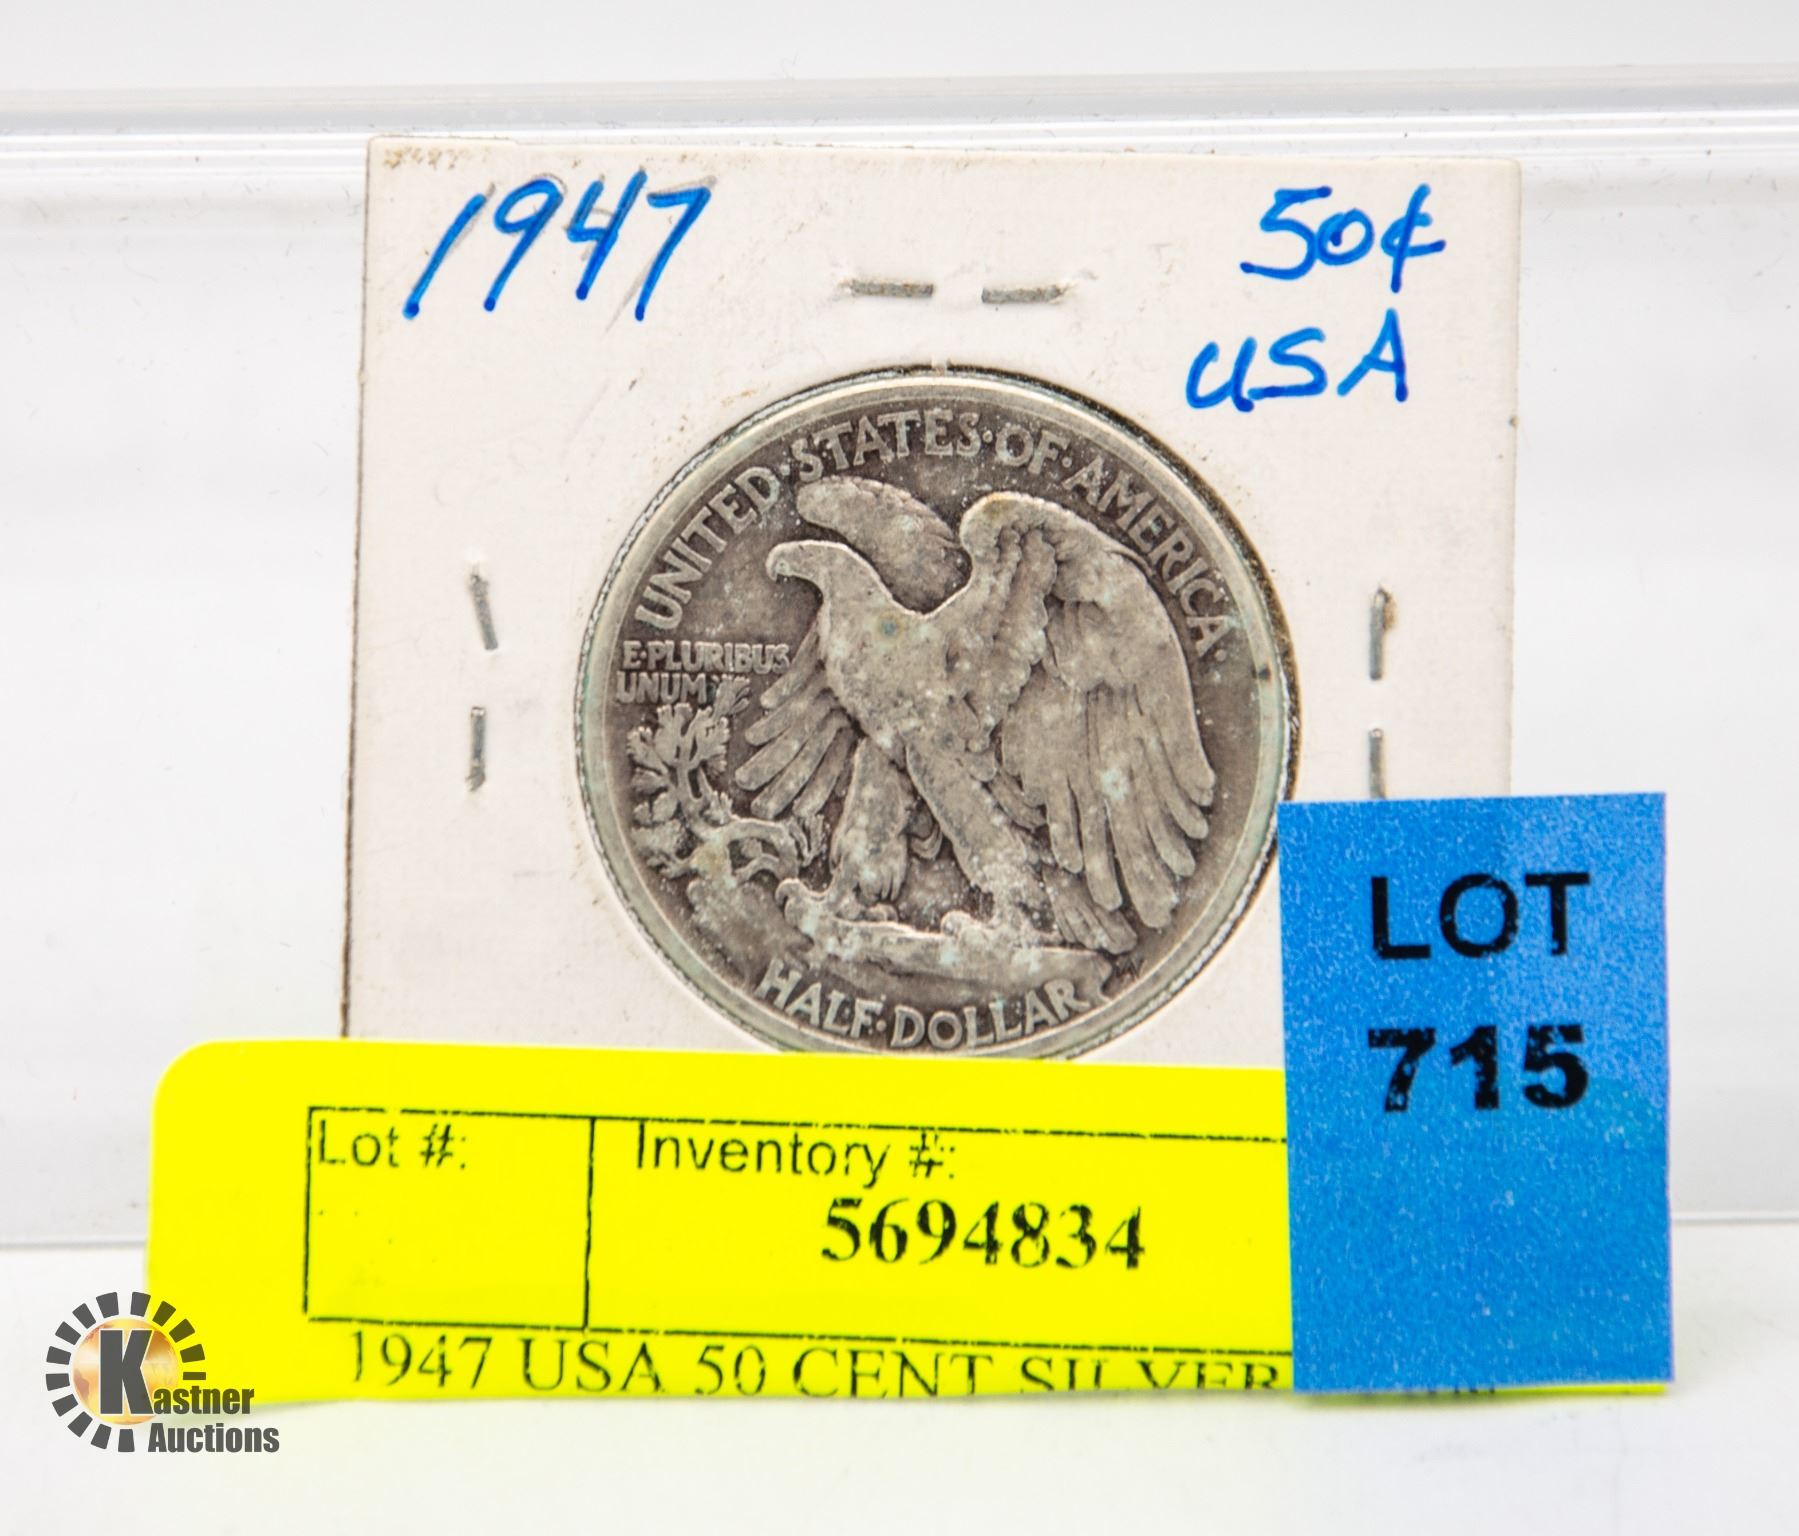 1947
50¢
USA
UNITED·STATES·OF·AMERICA·
E·PLURIBUS
UNUM
HALF·DOLLAR
LOT
715
Lot #:
Inventory #:
5694834
1947 USA 50 CENT SILVER
Kastner
Auctions